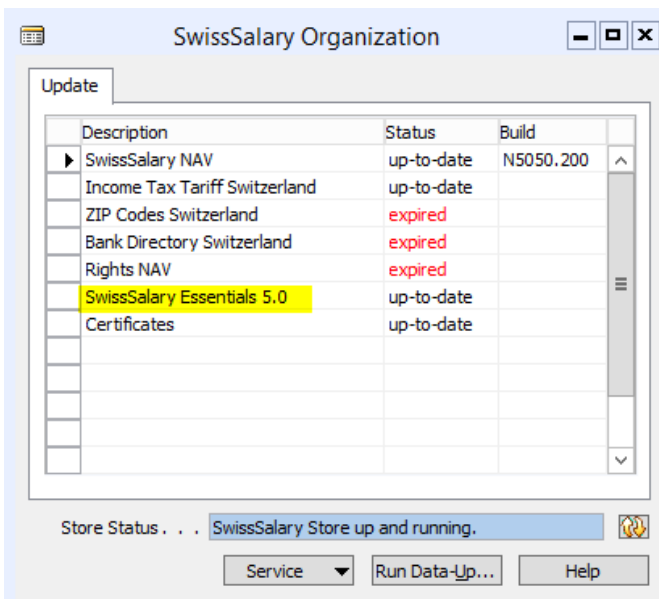 SwissSalary Organization
Update
Description Status Build
SwissSalary NAV up-to-date N5050.200
Income Tax Tariff Switzerland up-to-date
ZIP Codes Switzerland expired
Bank Directory Switzerland expired
Rights NAV expired
SwissSalary Essentials 5.0 up-to-date
Certificates up-to-date
Store Status . . . SwissSalary Store up and running.
Service Run Data-Up... Help